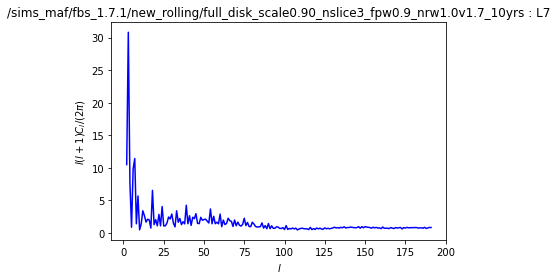 /sims_maf/fbs_1.7.1/new_rolling/full_disk_scale0.90_nslice3_fpw0.9_nrw1.0v1.7_10yrs : L7
30
25
20
15
10
5
0
l(l + 1)C_l/(2π)
0 25 50 75 100 125 150 175 200
l